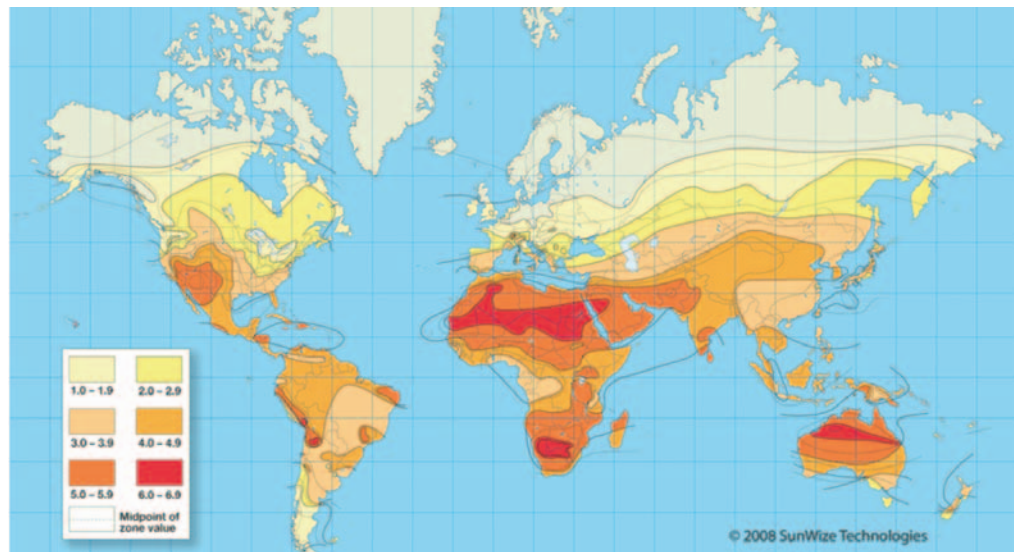 1.0 – 1.9 2.0 – 2.9
3.0 – 3.9 4.0 – 4.9
5.0 – 5.9 6.0 – 6.9
Midpoint of
zone value
© 2008 SunWize Technologies